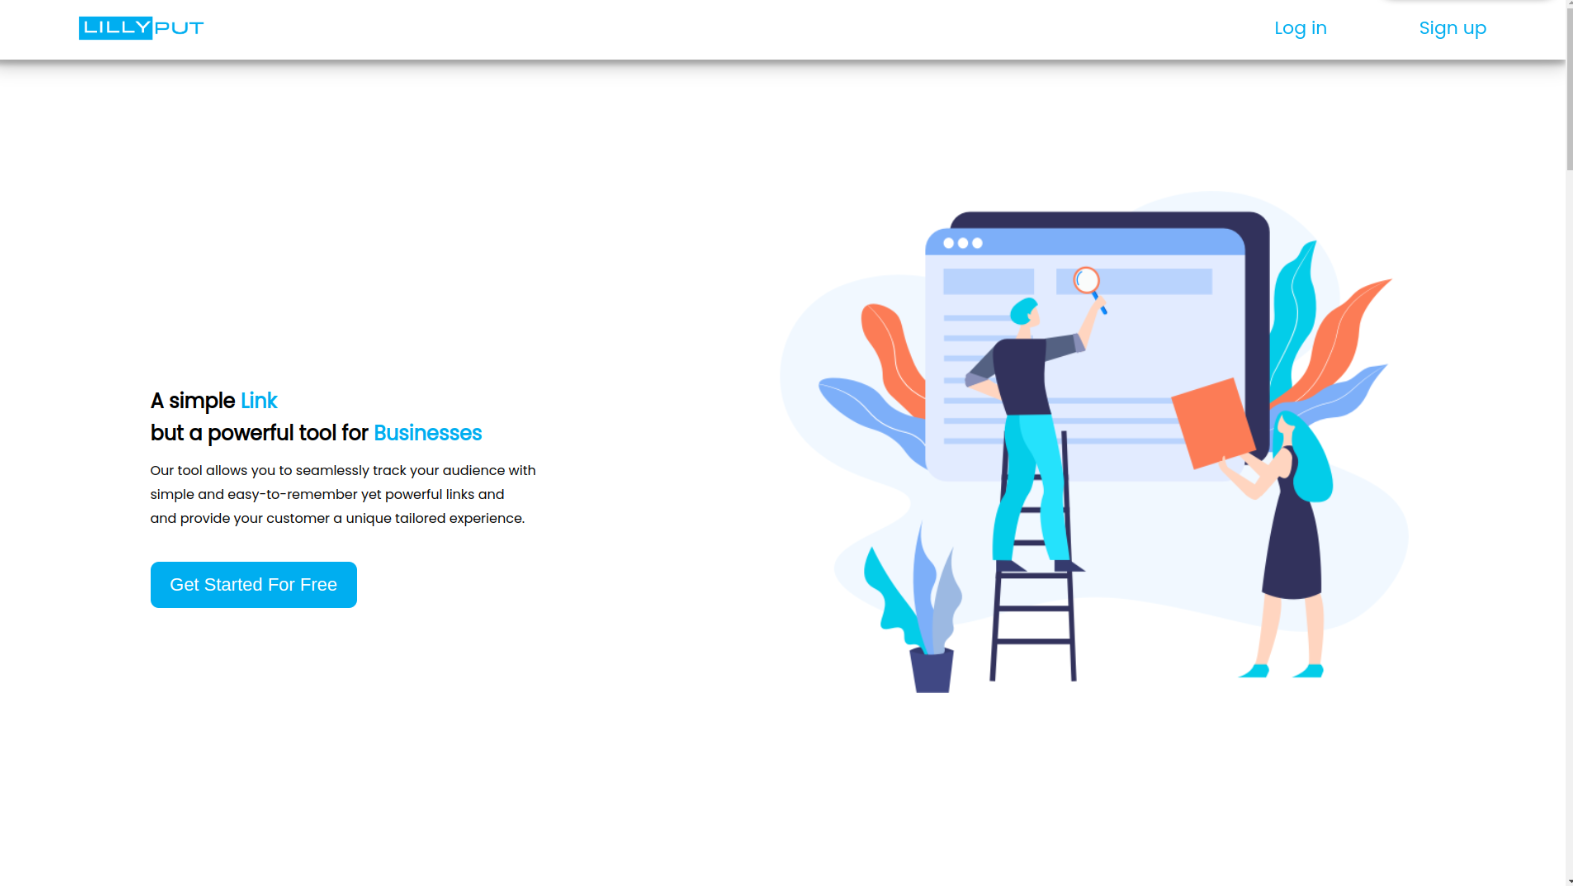 LILLYPUT
Log in
Sign up
A simple Link
but a powerful tool for Businesses
Our tool allows you to seamlessly track your audience with
simple and easy-to-remember yet powerful links and
and provide your customer a unique tailored experience.
Get Started For Free